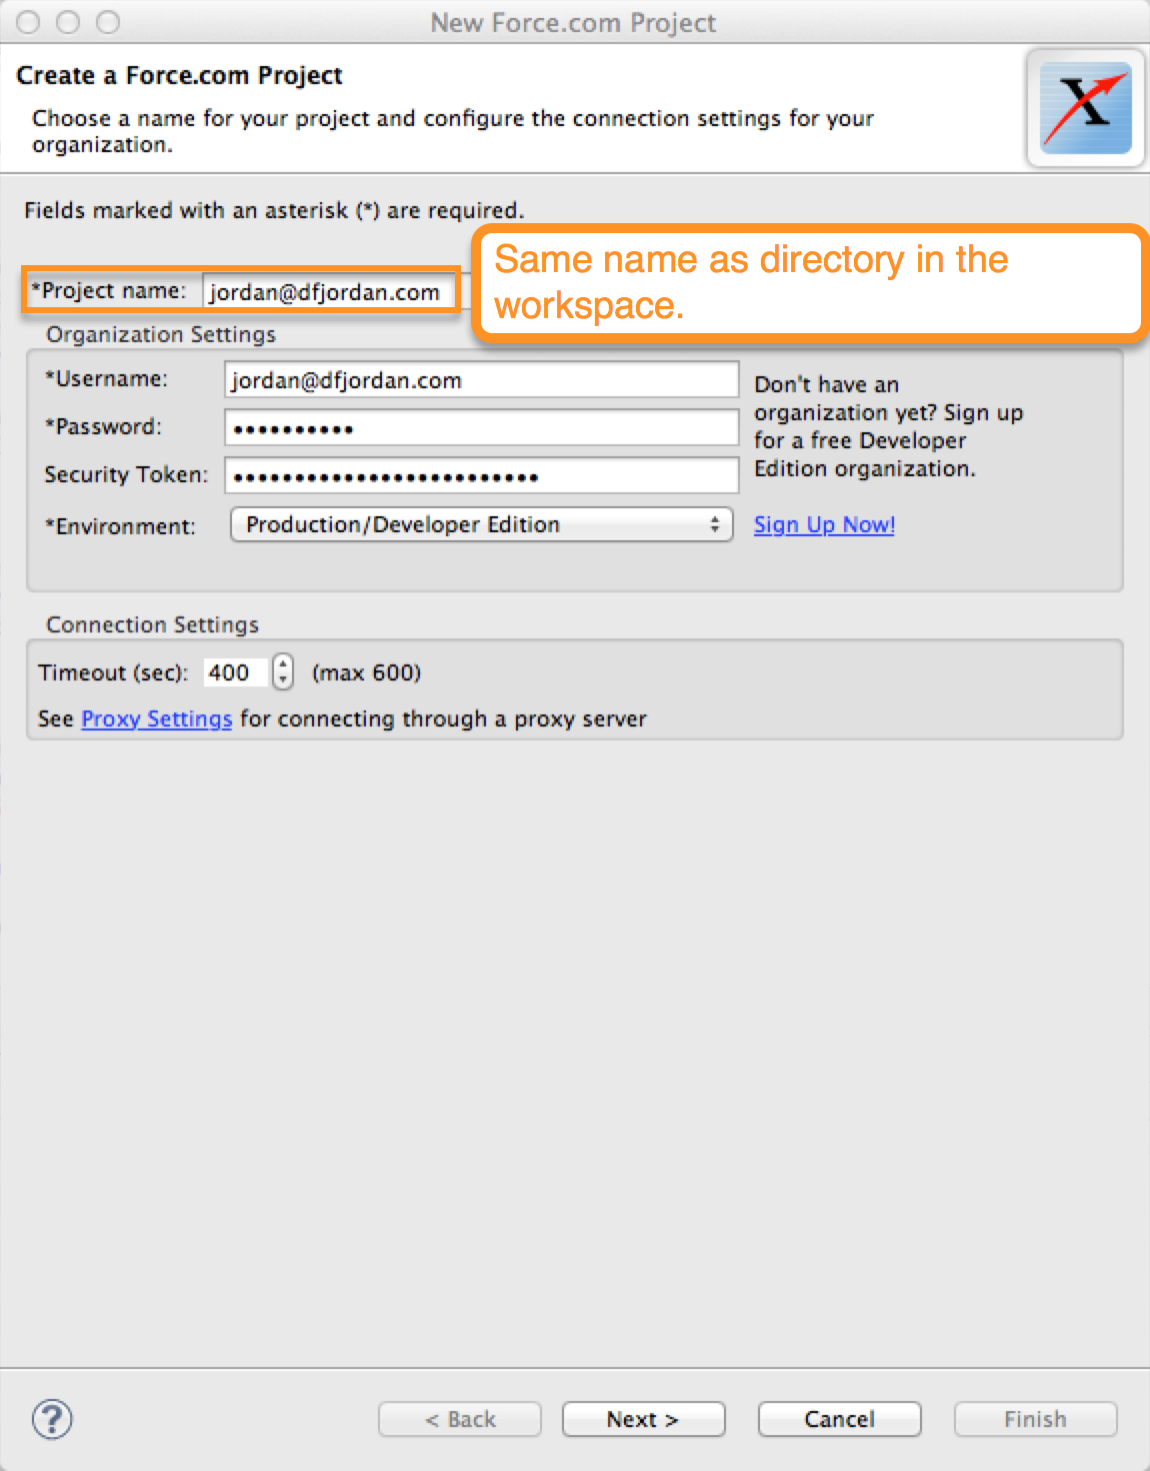 New Force.com Project
Create a Force.com Project
Choose a name for your project and configure the connection settings for your
organization.
X
Fields marked with an asterisk (*) are required.
Same name as directory in the
workspace.
*Project name: jordan@dfjordan.com
Organization Settings
*Username: jordan@dfjordan.com
*Password: ••••••••••
Security Token: •••••••••••••••••••••••••
*Environment: Production/Developer Edition
Don't have an
organization yet? Sign up
for a free Developer
Edition organization.
Sign Up Now!
Connection Settings
Timeout (sec): 400 (max 600)
See Proxy Settings for connecting through a proxy server
?
< Back Next > Cancel Finish